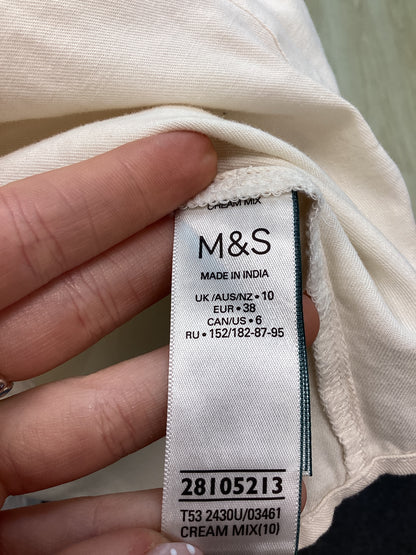 CREAM MIX
M&S
MADE IN INDIA
UK /AUS/NZ • 10
EUR • 38
CAN/US • 6
RU • 152/182-87-95
28105213
T53 2430U/03461
CREAM MIX(10)